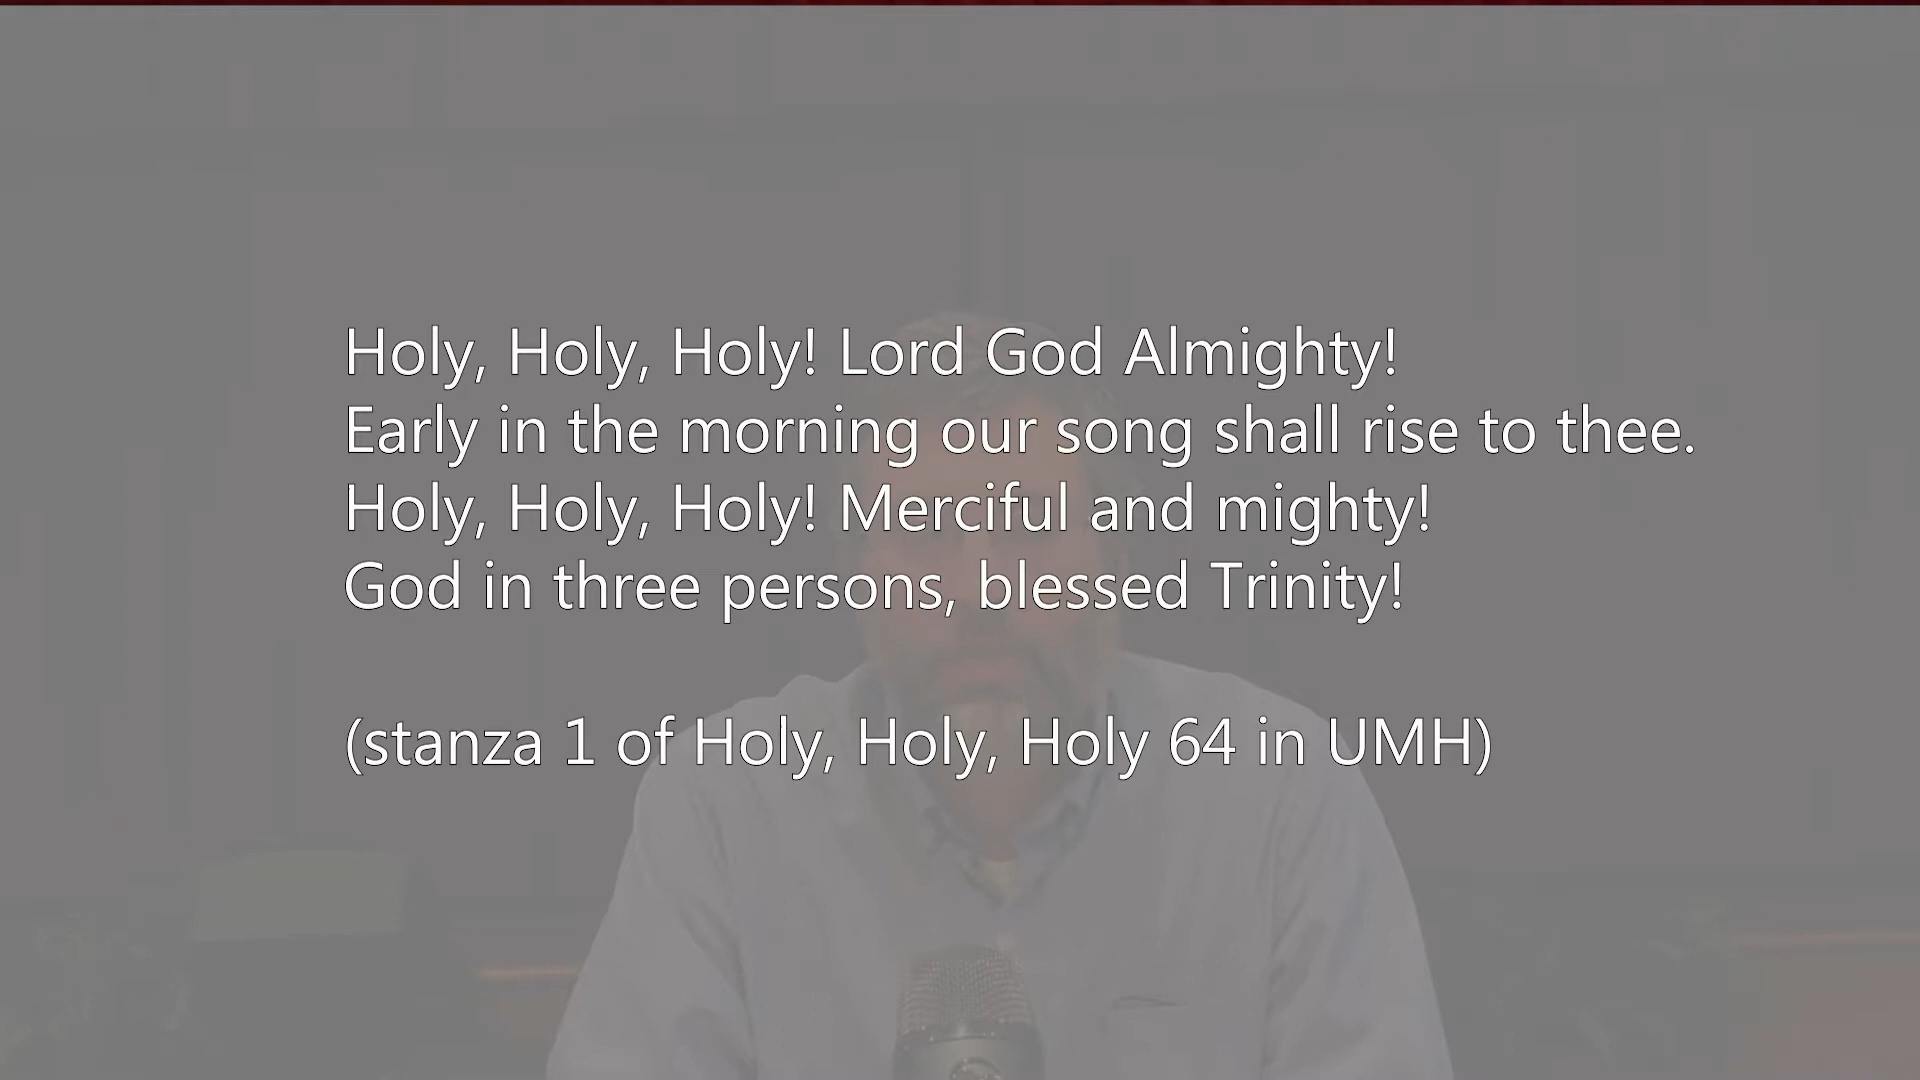 Holy, Holy, Holy! Lord God Almighty!
Early in the morning our song shall rise to thee.
Holy, Holy, Holy! Merciful and mighty!
God in three persons, blessed Trinity!
(stanza 1 of Holy, Holy, Holy 64 in UMH)